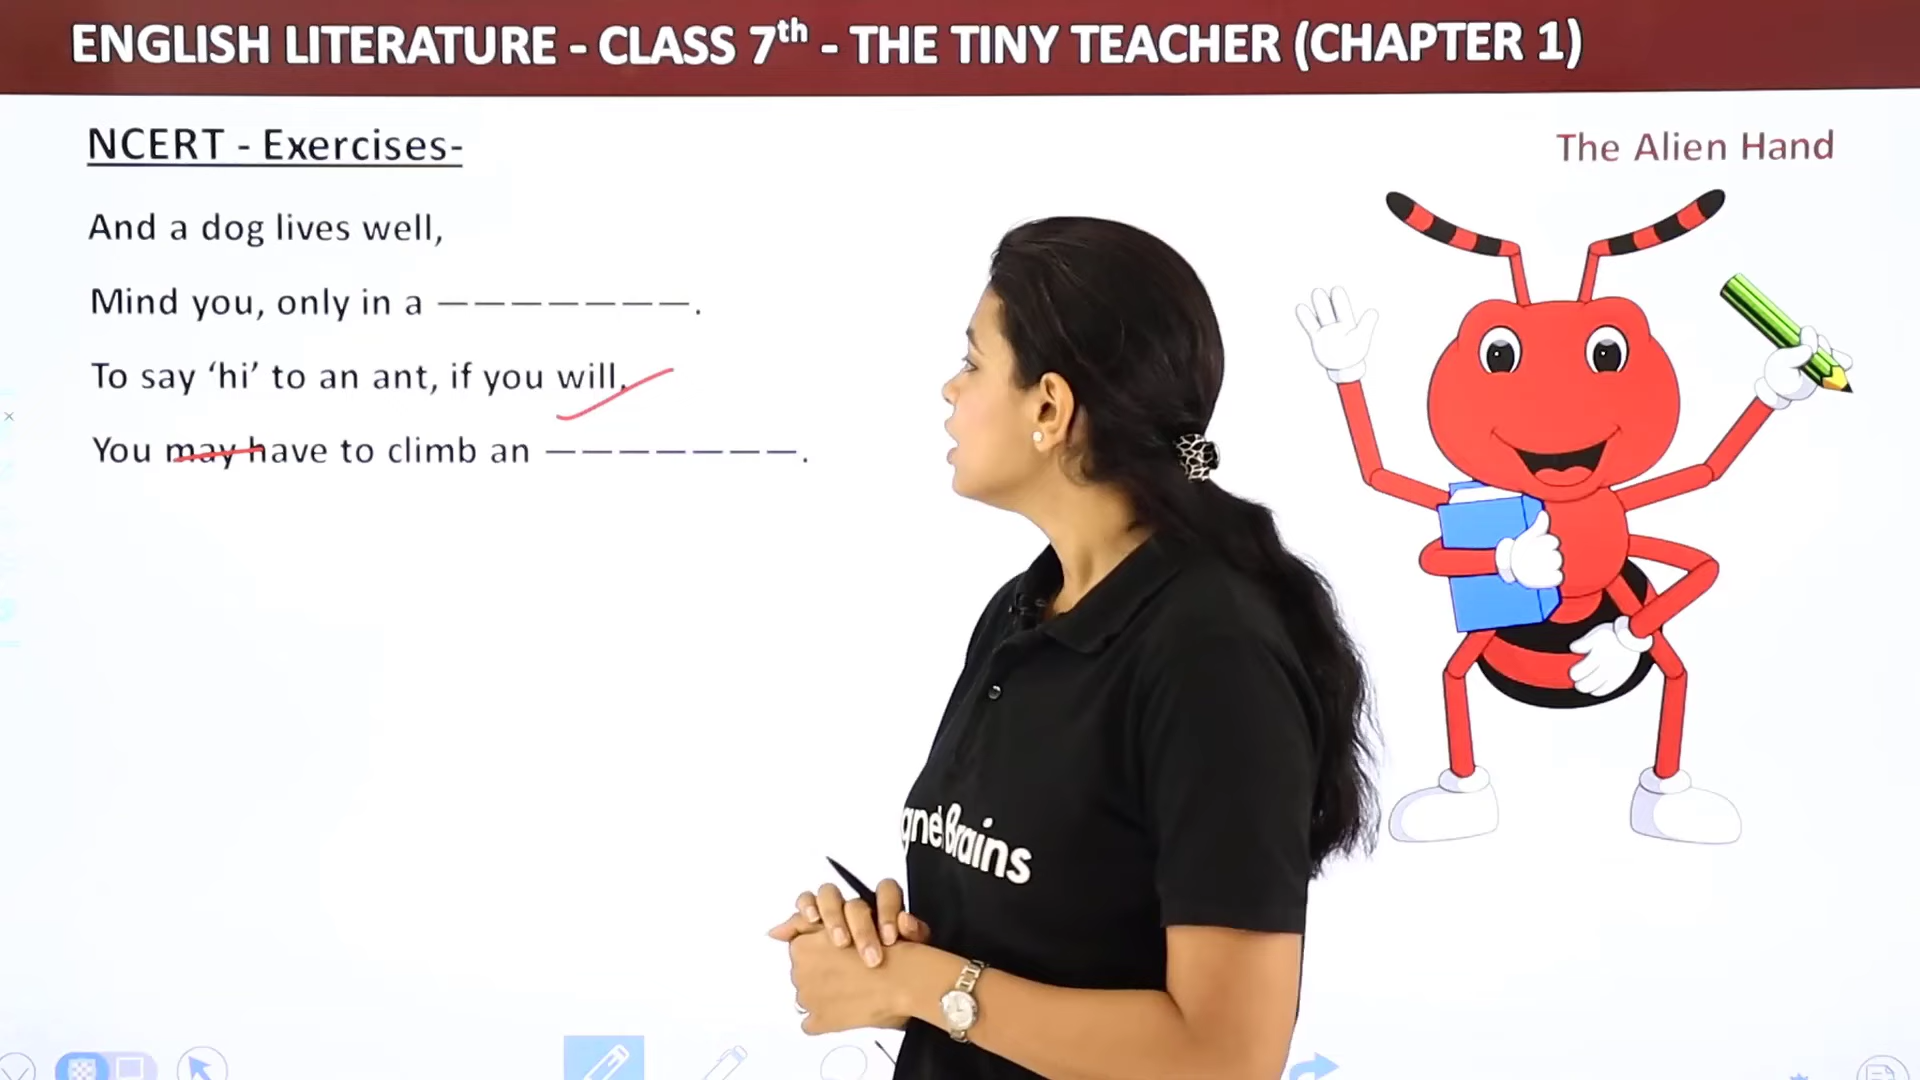 ENGLISH LITERATURE - CLASS 7th - THE TINY TEACHER (CHAPTER 1)
NCERT - Exercises-
The Alien Hand
And a dog lives well,
Mind you, only in a _ _ _ _ _ _ _.
To say ‘hi’ to an ant, if you will,
You may have to climb an _ _ _ _ _ _ _.
Brains